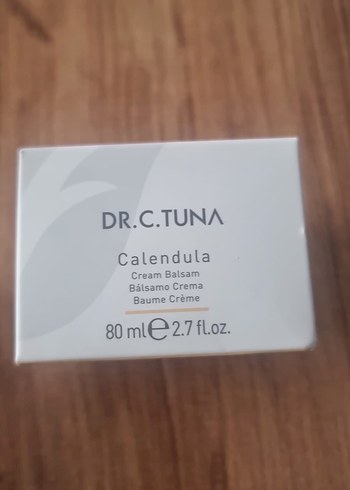 DR.C.TUNA
Calendula
Cream Balsam
Bálsamo Crema
Baume Crème
80 ml℮2.7 fl.oz.